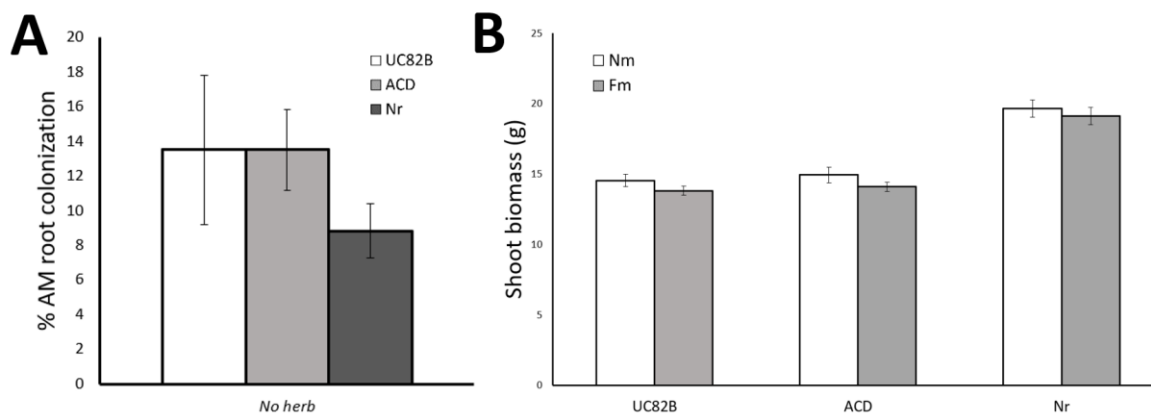 A
% AM root colonization
20
18
16
14
12
10
8
6
4
2
0
UC82B
ACD
Nr
No herb
B
Shoot biomass (g)
25
20
15
10
5
0
Nm
Fm
UC82B ACD Nr